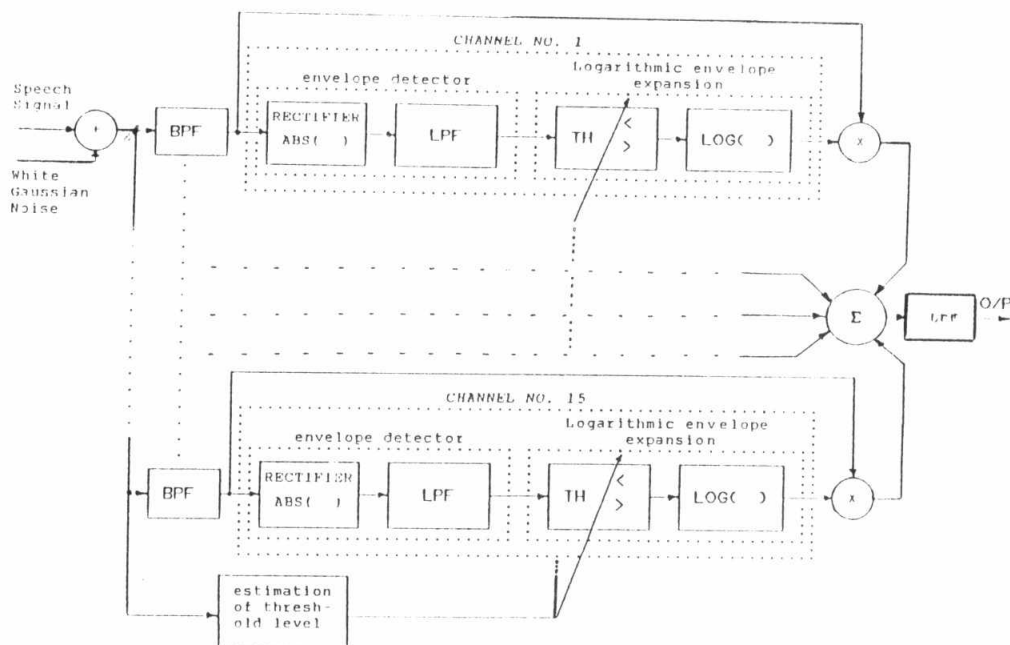 CHANNEL NO. 1
Logarithmic envelope
expansion
envelope detector
Speech
Signal
+
White
Gaussian
Noise
BPF
RECTIFIER
ABS( )
LPF
TH < >
LOG( )
x
Σ
O/P
CHANNEL NO. 15
Logarithmic envelope
expansion
envelope detector
BPF
RECTIFIER
ABS( )
LPF
TH < >
LOG( )
x
estimation
of thresh-
old level